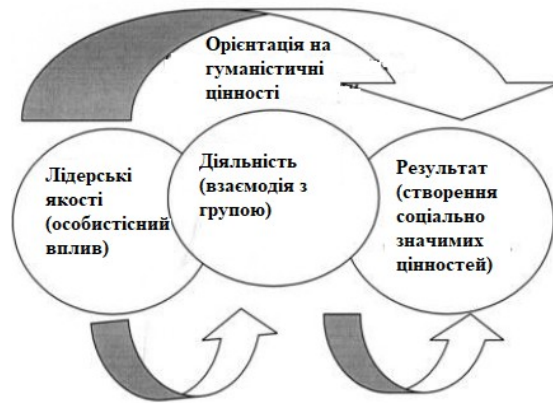 Орієнтація на
гуманістичні
цінності
Лідерські
якості
(особистісний
вплив)
Діяльність
(взаємодія з
групою)
Результат
(створення
соціально
значимих
цінностей)